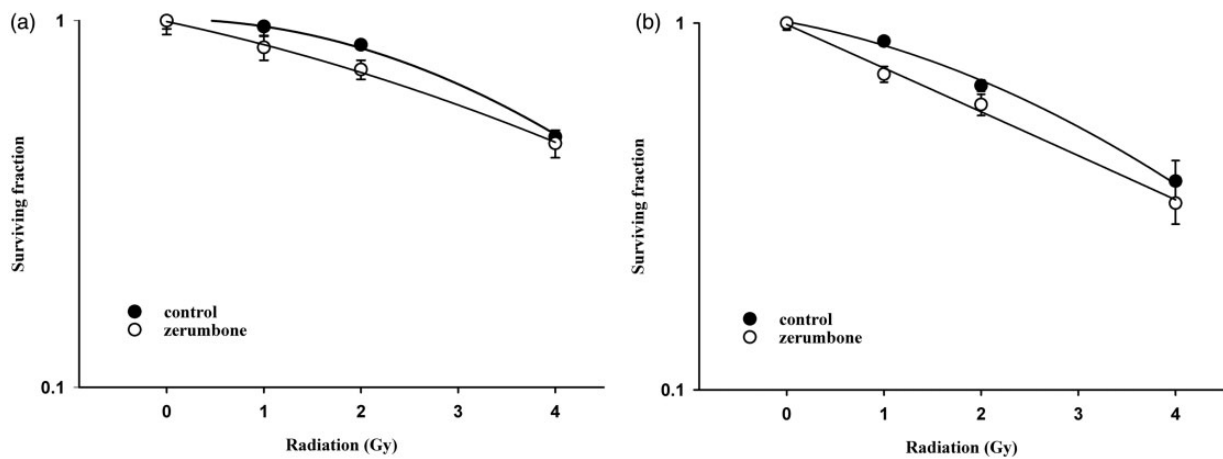 (a)
1
Surviving fraction
0.1
control
zerumbone
0 1 2 3 4
Radiation (Gy)
(b)
1
Surviving fraction
0.1
control
zerumbone
0 1 2 3 4
Radiation (Gy)